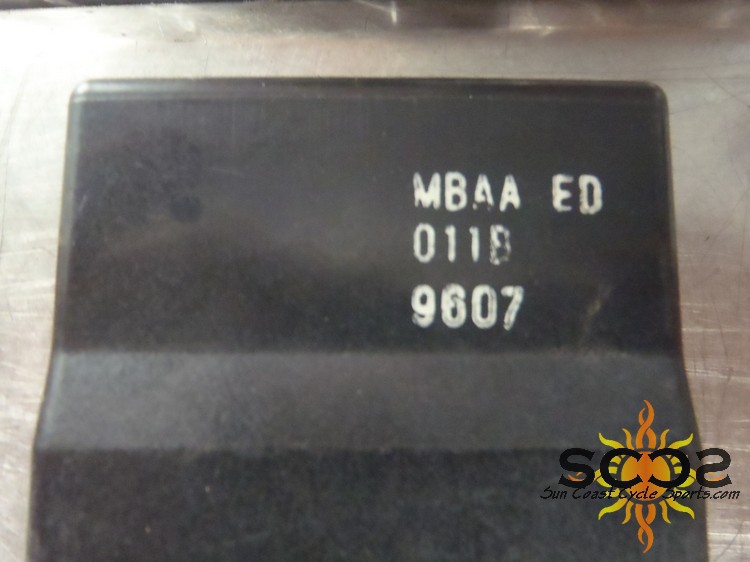 MBAA ED
011B
9607
SCCS
Sun Coast Cycle Sports.com